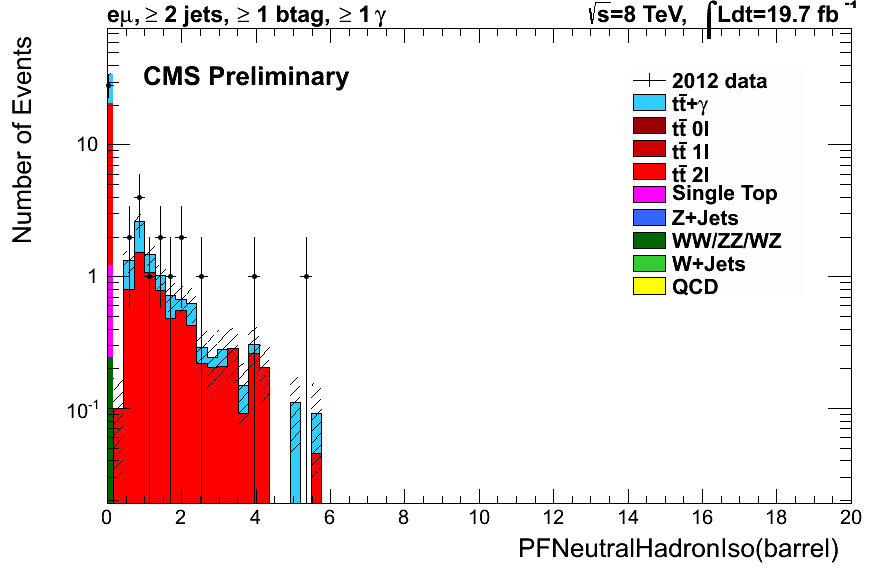 eμ, ≥ 2 jets, ≥ 1 btag, ≥ 1 γ
√s=8 TeV, ∫Ldt=19.7 fb⁻¹
CMS Preliminary
2012 data
tt̄+γ
tt̄ 0l
tt̄ 1l
tt̄ 2l
Single Top
Z+Jets
WW/ZZ/WZ
W+Jets
QCD
Number of Events
10
1
10⁻¹
0 2 4 6 8 10 12 14 16 18 20
PFNeutralHadronIso(barrel)